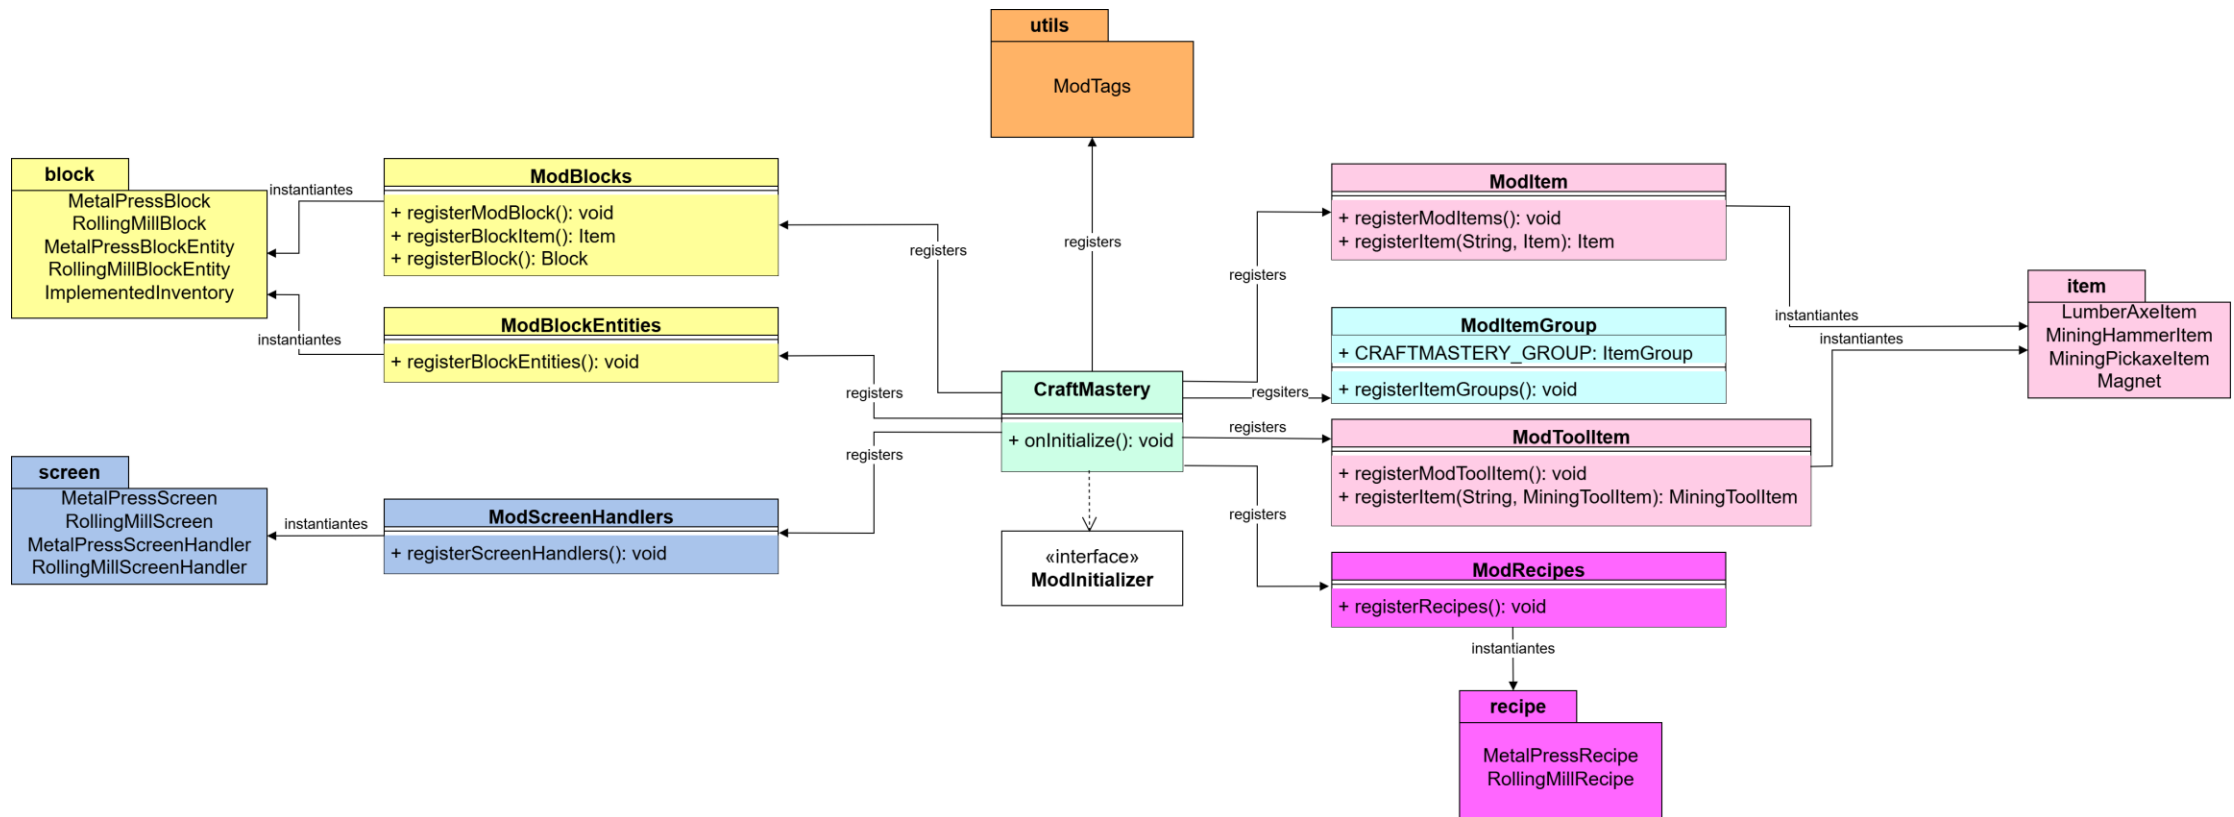 utils
ModTags
registers
block
MetalPressBlock
RollingMillBlock
MetalPressBlockEntity
RollingMillBlockEntity
ImplementedInventory
instantiantes
instantiantes
ModBlocks
+ registerModBlock(): void
+ registerBlockItem(): Item
+ registerBlock(): Block
registers
ModBlockEntities
+ registerBlockEntities(): void
registers
screen
MetalPressScreen
RollingMillScreen
MetalPressScreenHandler
RollingMillScreenHandler
instantiantes
ModScreenHandlers
+ registerScreenHandlers(): void
registers
CraftMastery
+ onInitialize(): void
«interface»
ModInitializer
registers
ModItem
+ registerModItems(): void
+ registerItem(String, Item): Item
regsiters
ModItemGroup
+ CRAFTMASTERY_GROUP: ItemGroup
+ registerItemGroups(): void
registers
ModToolItem
+ registerModToolItem(): void
+ registerItem(String, MiningToolItem): MiningToolItem
registers
ModRecipes
+ registerRecipes(): void
instantiantes
recipe
MetalPressRecipe
RollingMillRecipe
instantiantes
instantiantes
item
LumberAxeItem
MiningHammerItem
MiningPickaxeItem
Magnet